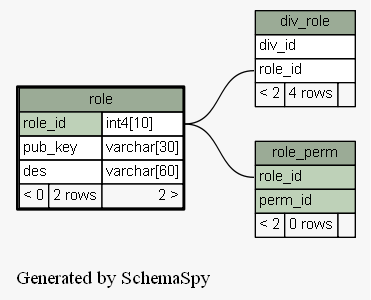 div_role
div_id
role_id
< 2 4 rows
role
role_id int4[10]
pub_key varchar[30]
des varchar[60]
< 0 2 rows 2 >
role_perm
role_id
perm_id
< 2 0 rows
Generated by SchemaSpy